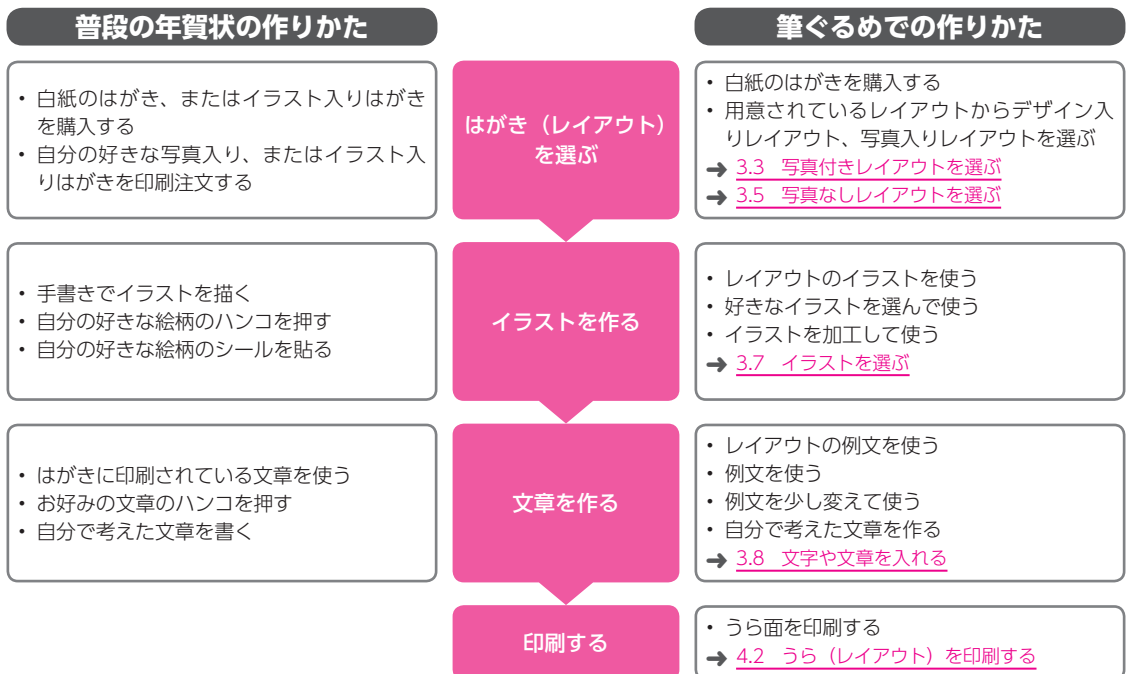 普段の年賀状の作りかた
筆ぐるめでの作りかた
・ 白紙のはがき、またはイラスト入りはがき
を購入する
・ 自分の好きな写真入り、またはイラスト入
りはがきを印刷注文する
はがき（レイアウト）
を選ぶ
・ 白紙のはがきを購入する
・ 用意されているレイアウトからデザイン入
りレイアウト、写真入りレイアウトを選ぶ
➜ 3.3　写真付きレイアウトを選ぶ
➜ 3.5　写真なしレイアウトを選ぶ
・ 手書きでイラストを描く
・ 自分の好きな絵柄のハンコを押す
・ 自分の好きな絵柄のシールを貼る
イラストを作る
・ レイアウトのイラストを使う
・ 好きなイラストを選んで使う
・ イラストを加工して使う
➜ 3.7　イラストを選ぶ
・ はがきに印刷されている文章を使う
・ お好みの文章のハンコを押す
・ 自分で考えた文章を書く
文章を作る
・ レイアウトの例文を使う
・ 例文を使う
・ 例文を少し変えて使う
・ 自分で考えた文章を作る
➜ 3.8　文字や文章を入れる
印刷する
・ うら面を印刷する
➜ 4.2　うら（レイアウト）を印刷する